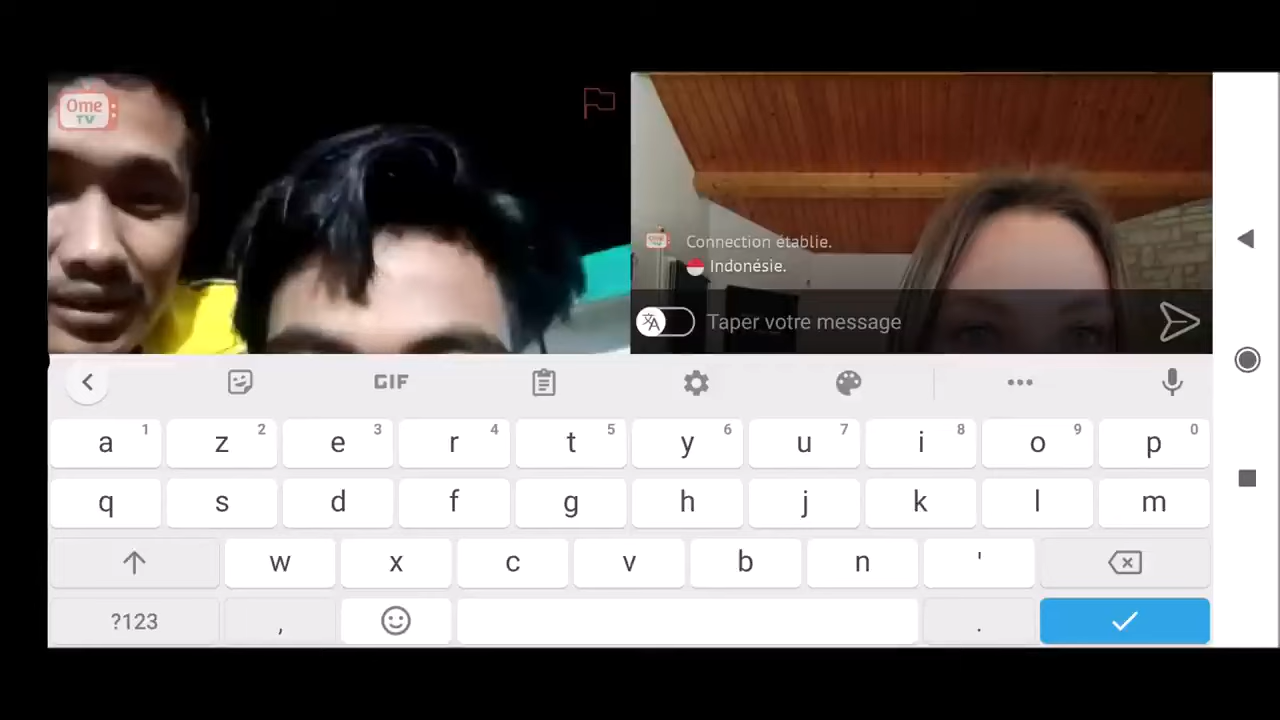 Ome
TV
Connection établie.
Indonésie.
Taper votre message
GIF
a 1 z 2 e 3 r 4 t 5 y 6 u 7 i 8 o 9 p 0
q s d f g h j k l m
w x c v b n '
?123 , .